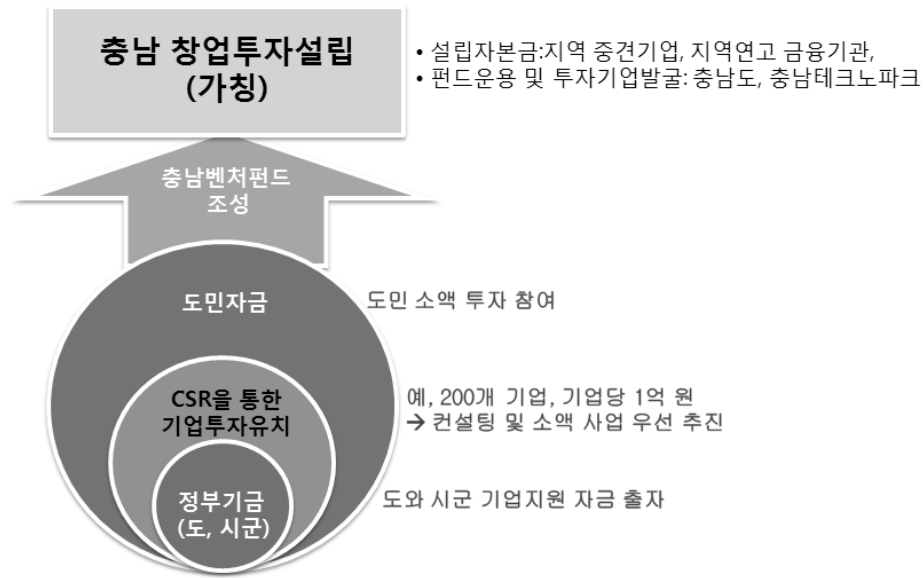 충남 창업투자설립
(가칭)
• 설립자본금:지역 중견기업, 지역연고 금융기관,
• 펀드운용 및 투자기업발굴: 충남도, 충남테크노파크
충남벤처펀드
조성
도민자금
도민 소액 투자 참여
CSR을 통한
기업투자유치
예, 200개 기업, 기업당 1억 원
→ 컨설팅 및 소액 사업 우선 추진
정부기금
(도, 시군)
도와 시군 기업지원 자금 출자